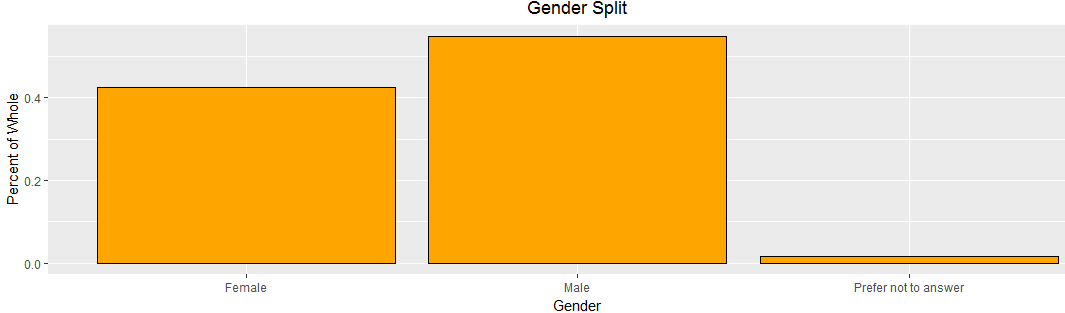 Gender Split
Percent of Whole
0.4
0.2
0.0
Female Male Prefer not to answer
Gender